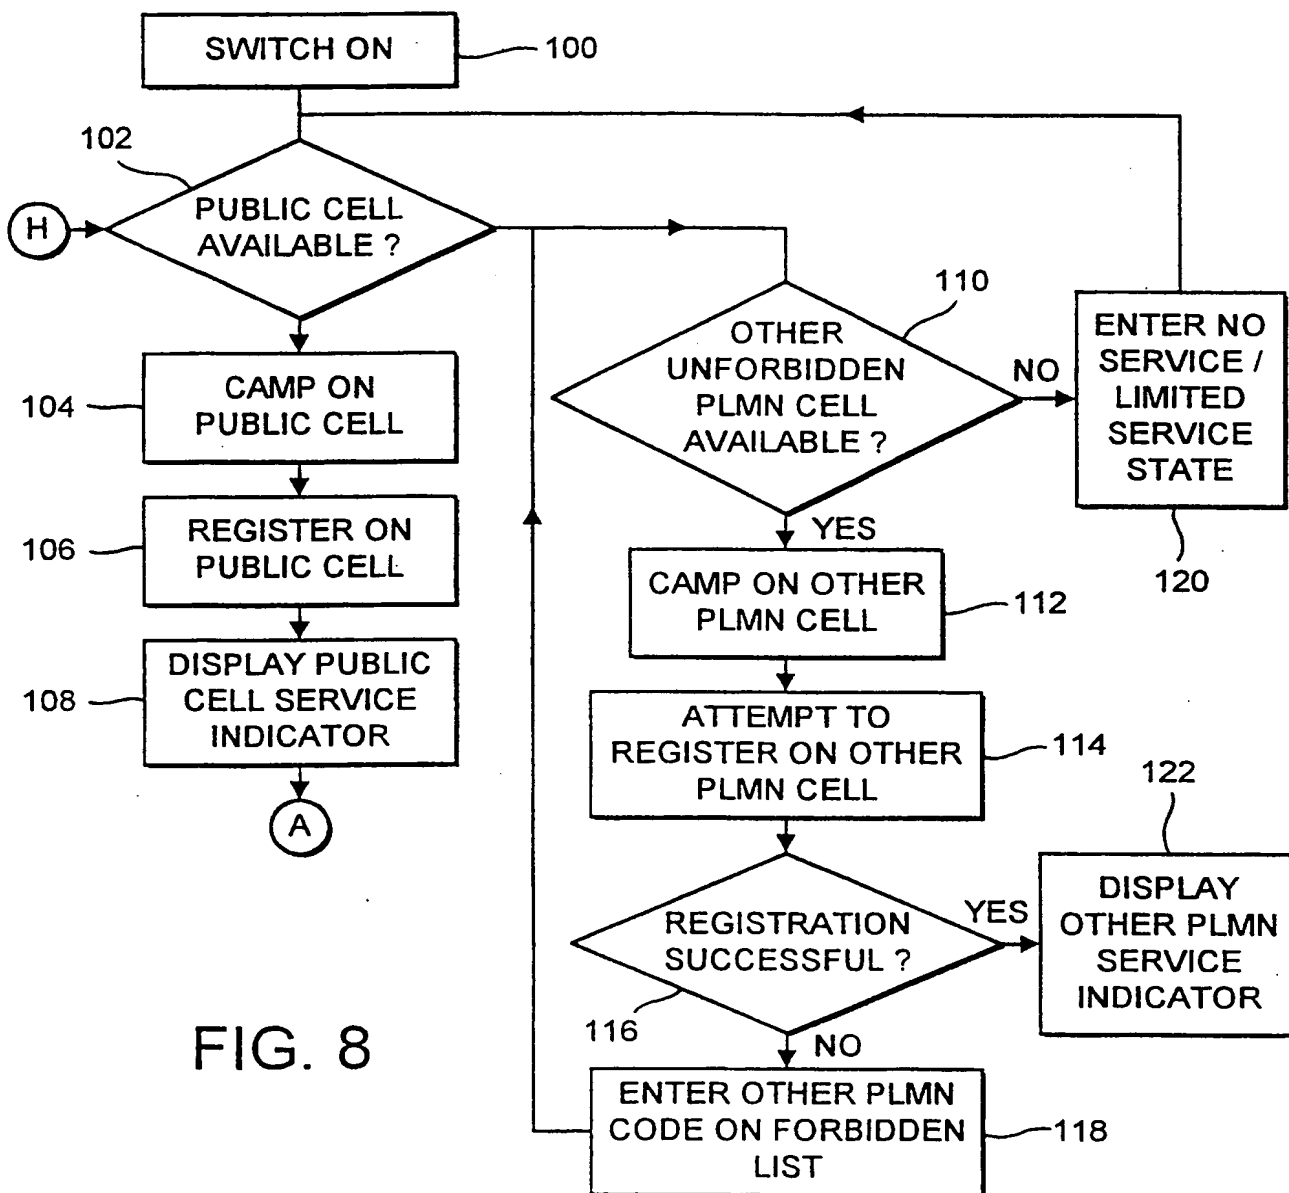 SWITCH ON
100
102
PUBLIC CELL
AVAILABLE ?
H
110
OTHER
UNFORBIDDEN
PLMN CELL
AVAILABLE ?
NO
ENTER NO
SERVICE /
LIMITED
SERVICE
STATE
120
104
CAMP ON
PUBLIC CELL
106
REGISTER ON
PUBLIC CELL
108
DISPLAY PUBLIC
CELL SERVICE
INDICATOR
A
YES
CAMP ON OTHER
PLMN CELL
112
ATTEMPT TO
REGISTER ON OTHER
PLMN CELL
114
122
REGISTRATION
SUCCESSFUL ?
YES
116
DISPLAY
OTHER PLMN
SERVICE
INDICATOR
NO
ENTER OTHER PLMN
CODE ON FORBIDDEN
LIST
118
FIG. 8